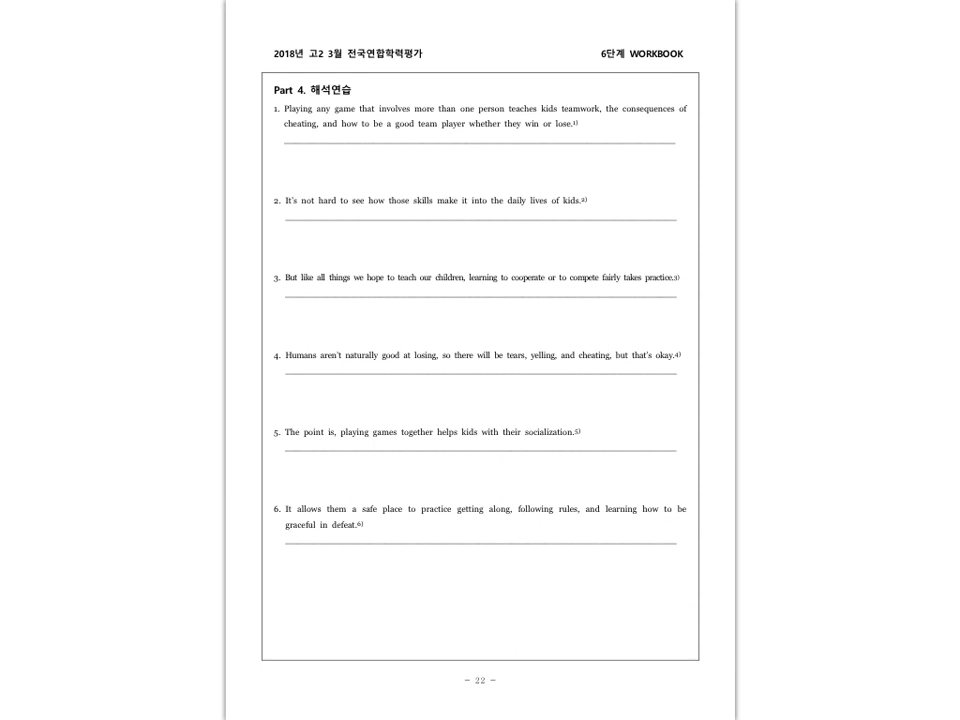 2018년 고2 3월 전국연합학력평가
6단계 WORKBOOK
Part 4. 해석연습
1. Playing any game that involves more than one person teaches kids teamwork, the consequences of
cheating, and how to be a good team player whether they win or lose.1)
2. It's not hard to see how those skills make it into the daily lives of kids.2)
3. But like all things we hope to teach our children, learning to cooperate or to compete fairly takes practice.3)
4. Humans aren't naturally good at losing, so there will be tears, yelling, and cheating, but that's okay.4)
5. The point is, playing games together helps kids with their socialization.5)
6. It allows them a safe place to practice getting along, following rules, and learning how to be
graceful in defeat.6)
- 22 -